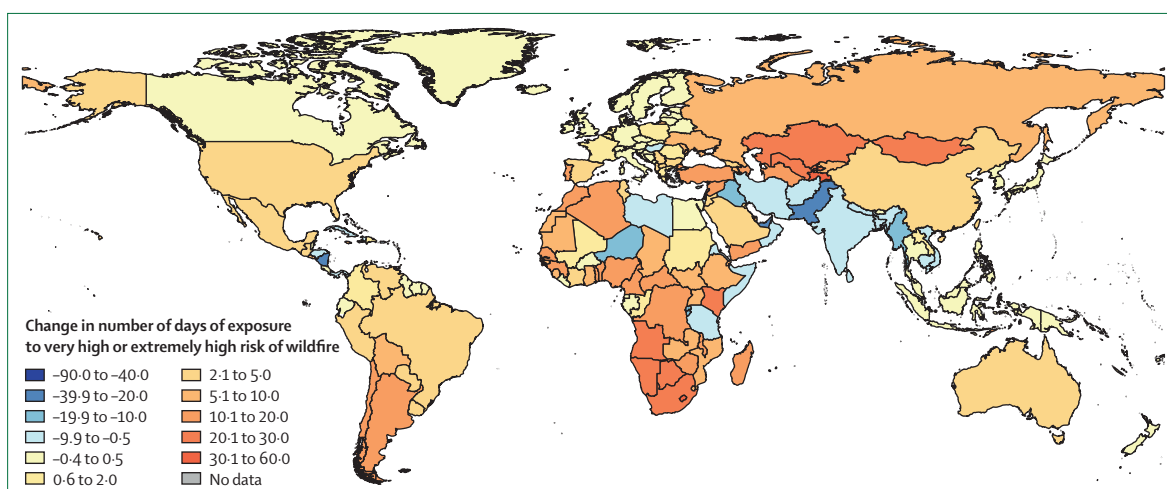 Change in number of days of exposure
to very high or extremely high risk of wildfire
–90·0 to –40·0
–39·9 to –20·0
–19·9 to –10·0
–9·9 to –0·5
–0·4 to 0·5
0·6 to 2·0
2·1 to 5·0
5·1 to 10·0
10·1 to 20·0
20·1 to 30·0
30·1 to 60·0
No data